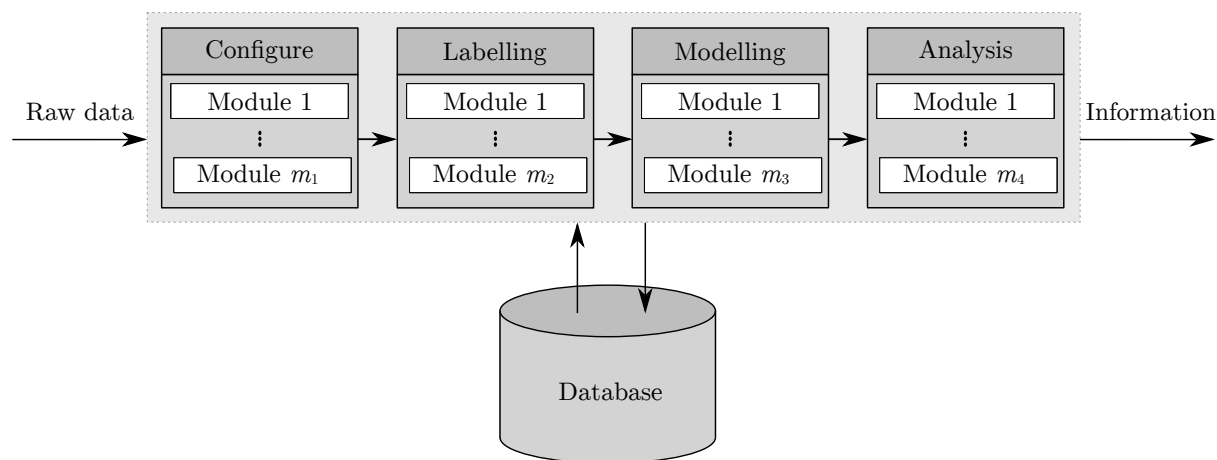 Configure
Labelling
Modelling
Analysis
Raw data
Module 1
Module 1
Module 1
Module 1
Information
⋮
⋮
⋮
⋮
Module m₁
Module m₂
Module m₃
Module m₄
Database